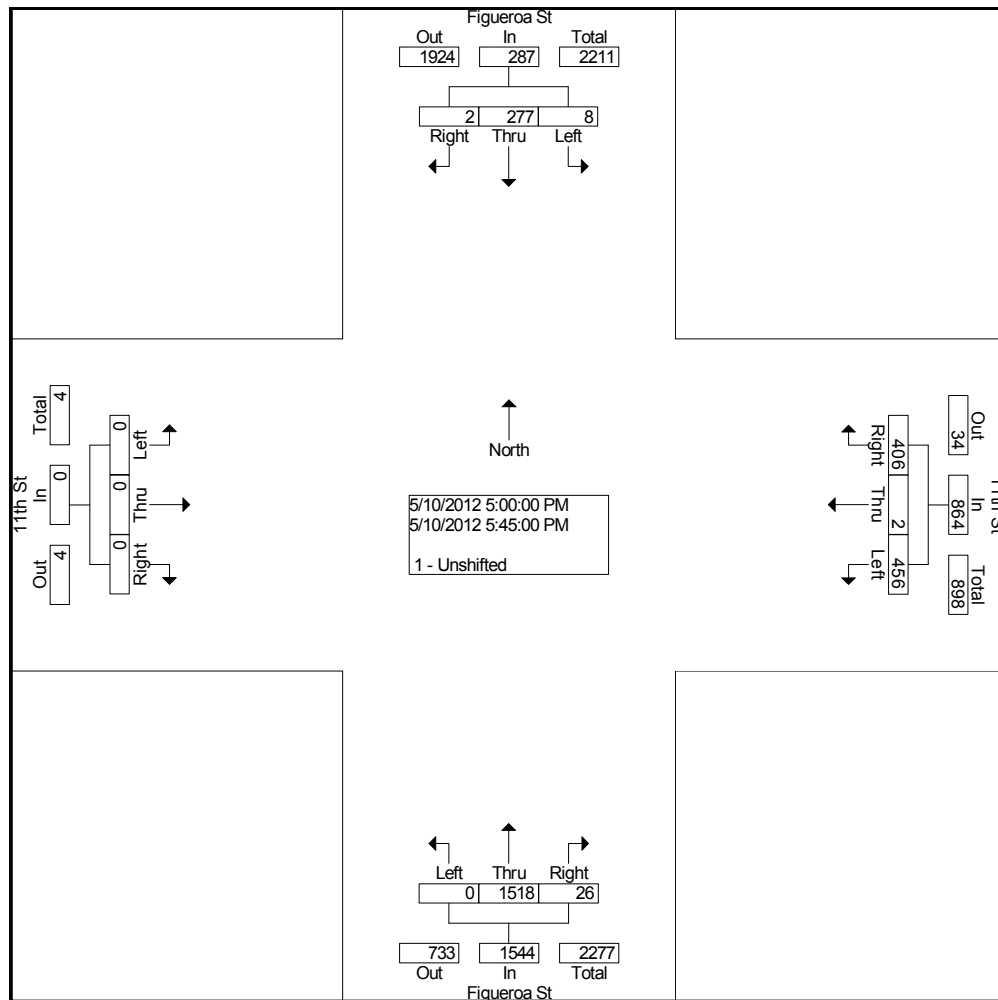 Figueroa St
Out In Total
1924 287 2211
2 277 8
Right Thru Left
11th St
Total In Out
4 0 4
0 0 0
Left Thru Right
North
5/10/2012 5:00:00 PM
5/10/2012 5:45:00 PM
1 - Unshifted
Right Thru Left
406 2 456
Out In Total
34 864 898
11th St
Left Thru Right
0 1518 26
733 1544 2277
Out In Total
Figueroa St